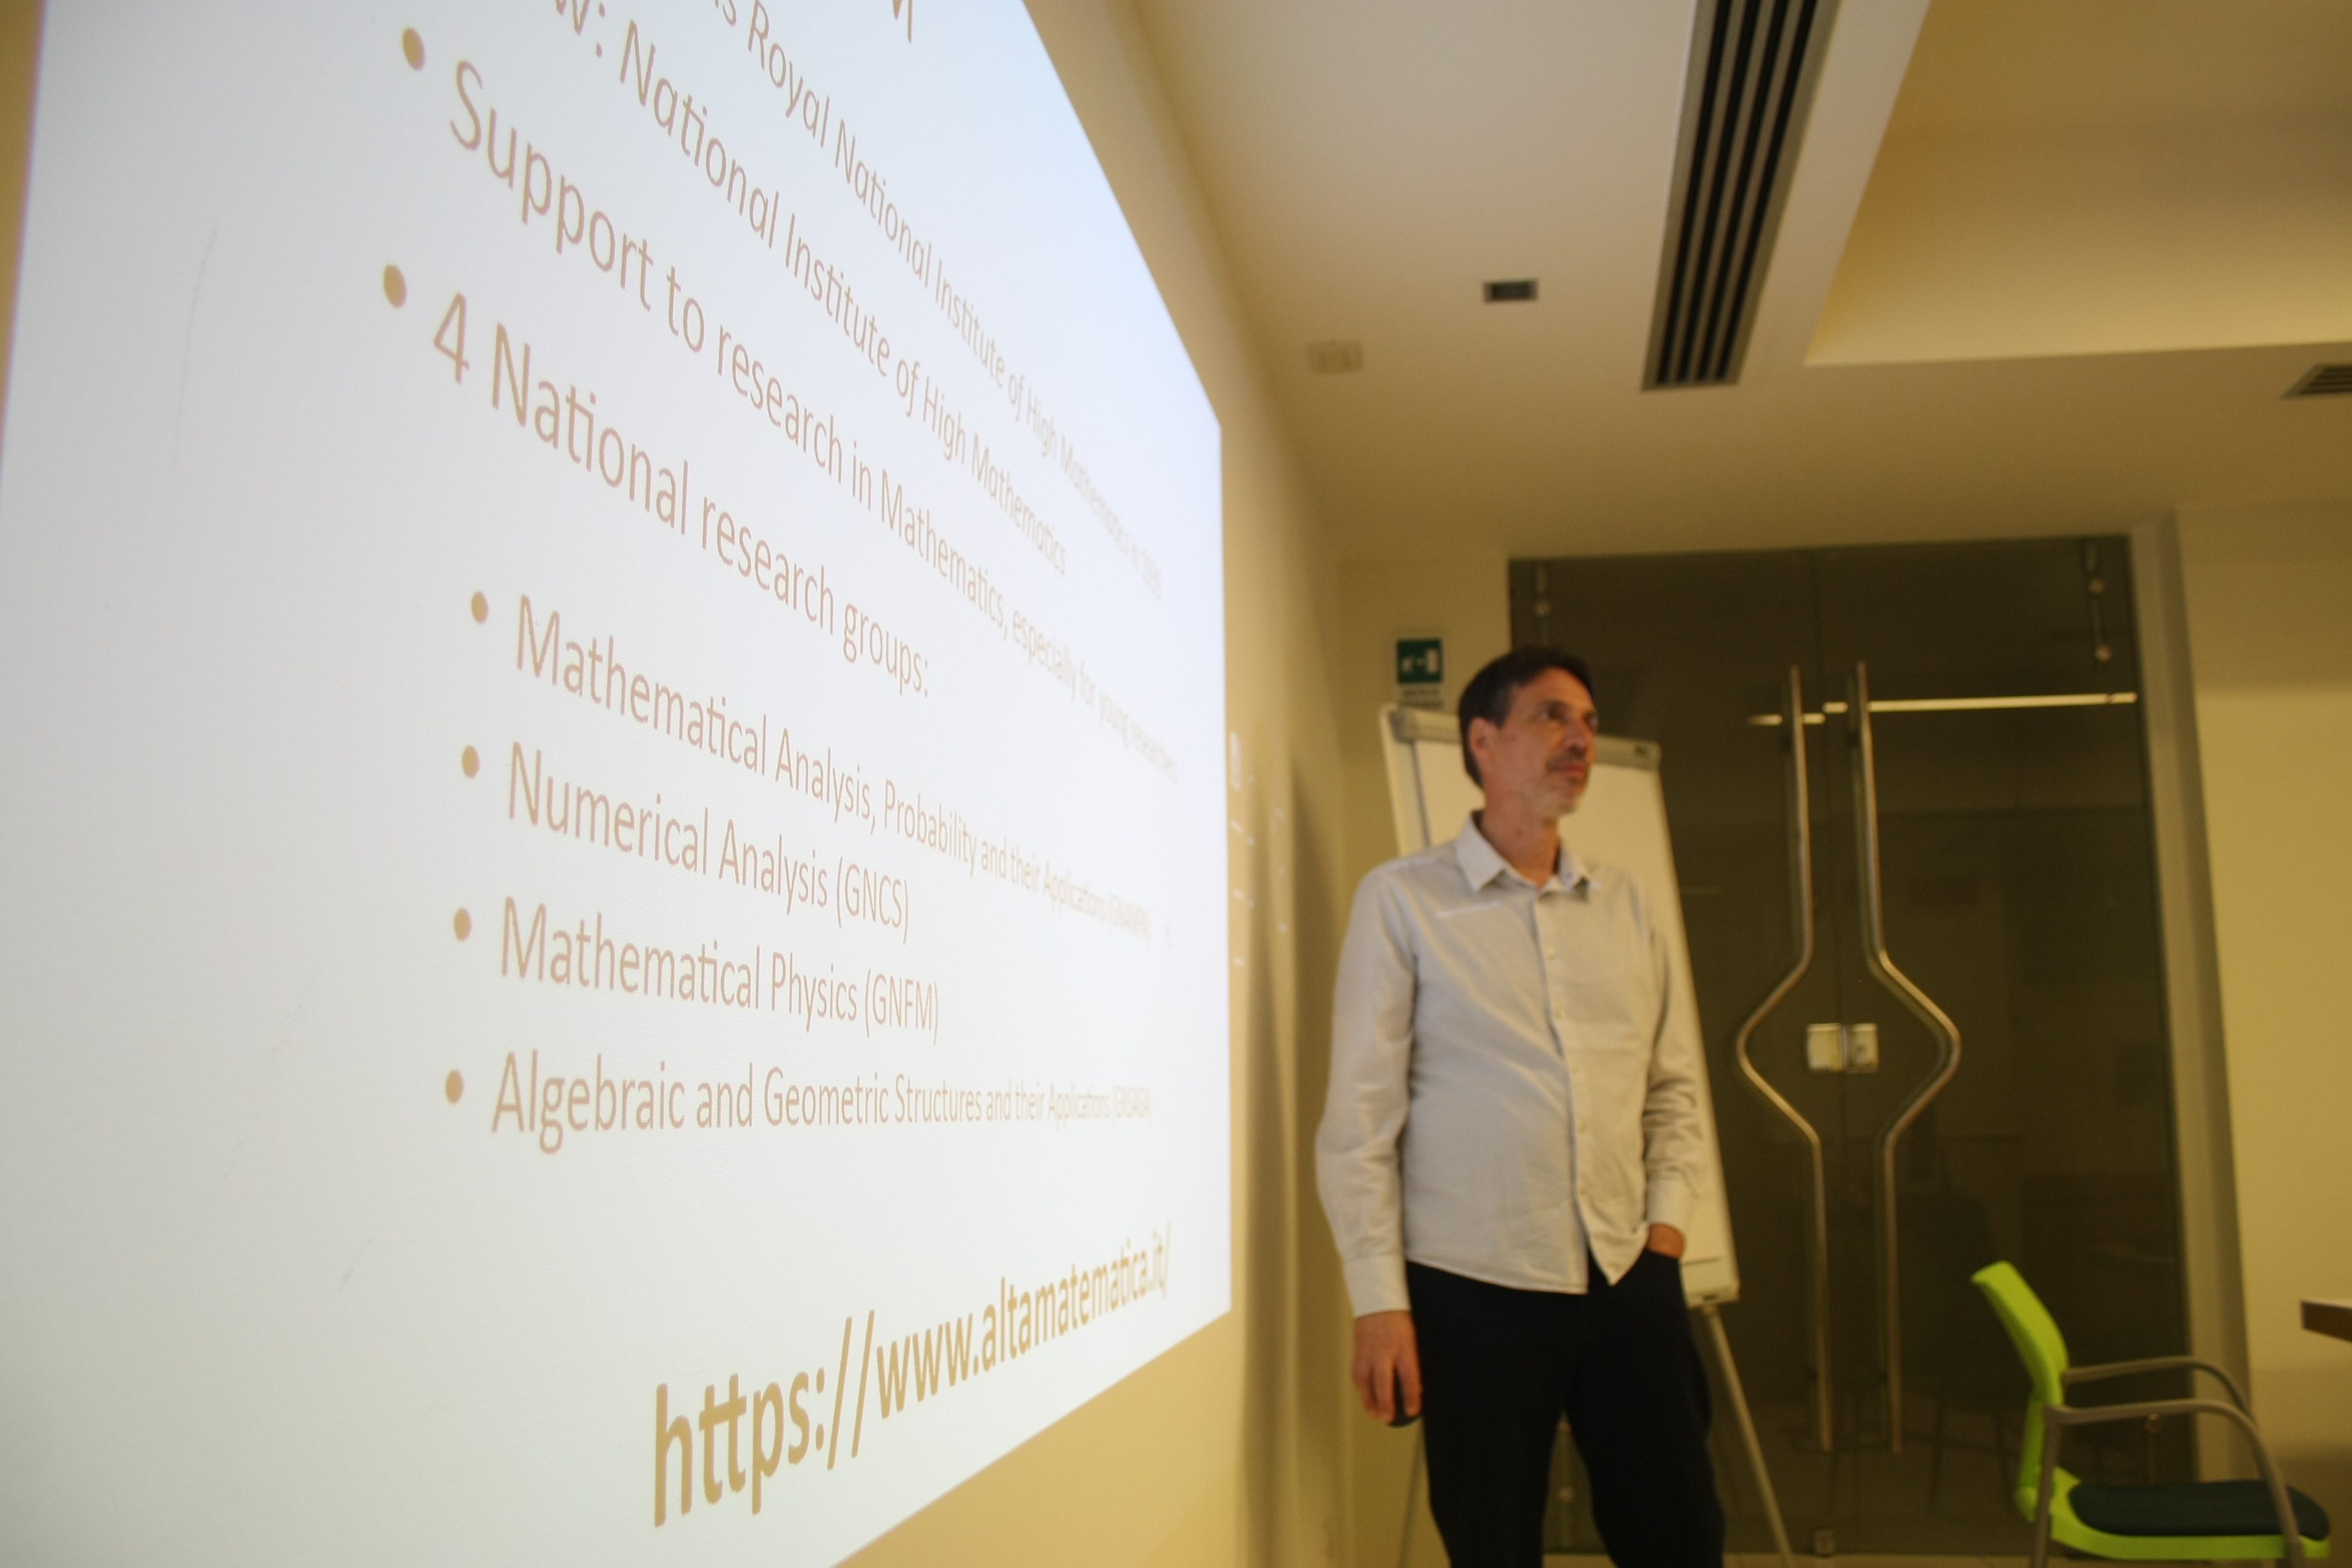 s Royal National Institute of High Mathematics in 1939
w: National Institute of High Mathematics
• Support to research in Mathematics, especially for young researchers
• 4 National research groups:
• Mathematical Analysis, Probability and their Applications (GNAMPA)
• Numerical Analysis (GNCS)
• Mathematical Physics (GNFM)
• Algebraic and Geometric Structures and their Applications (GNSAGA)
https://www.altamatematica.it/